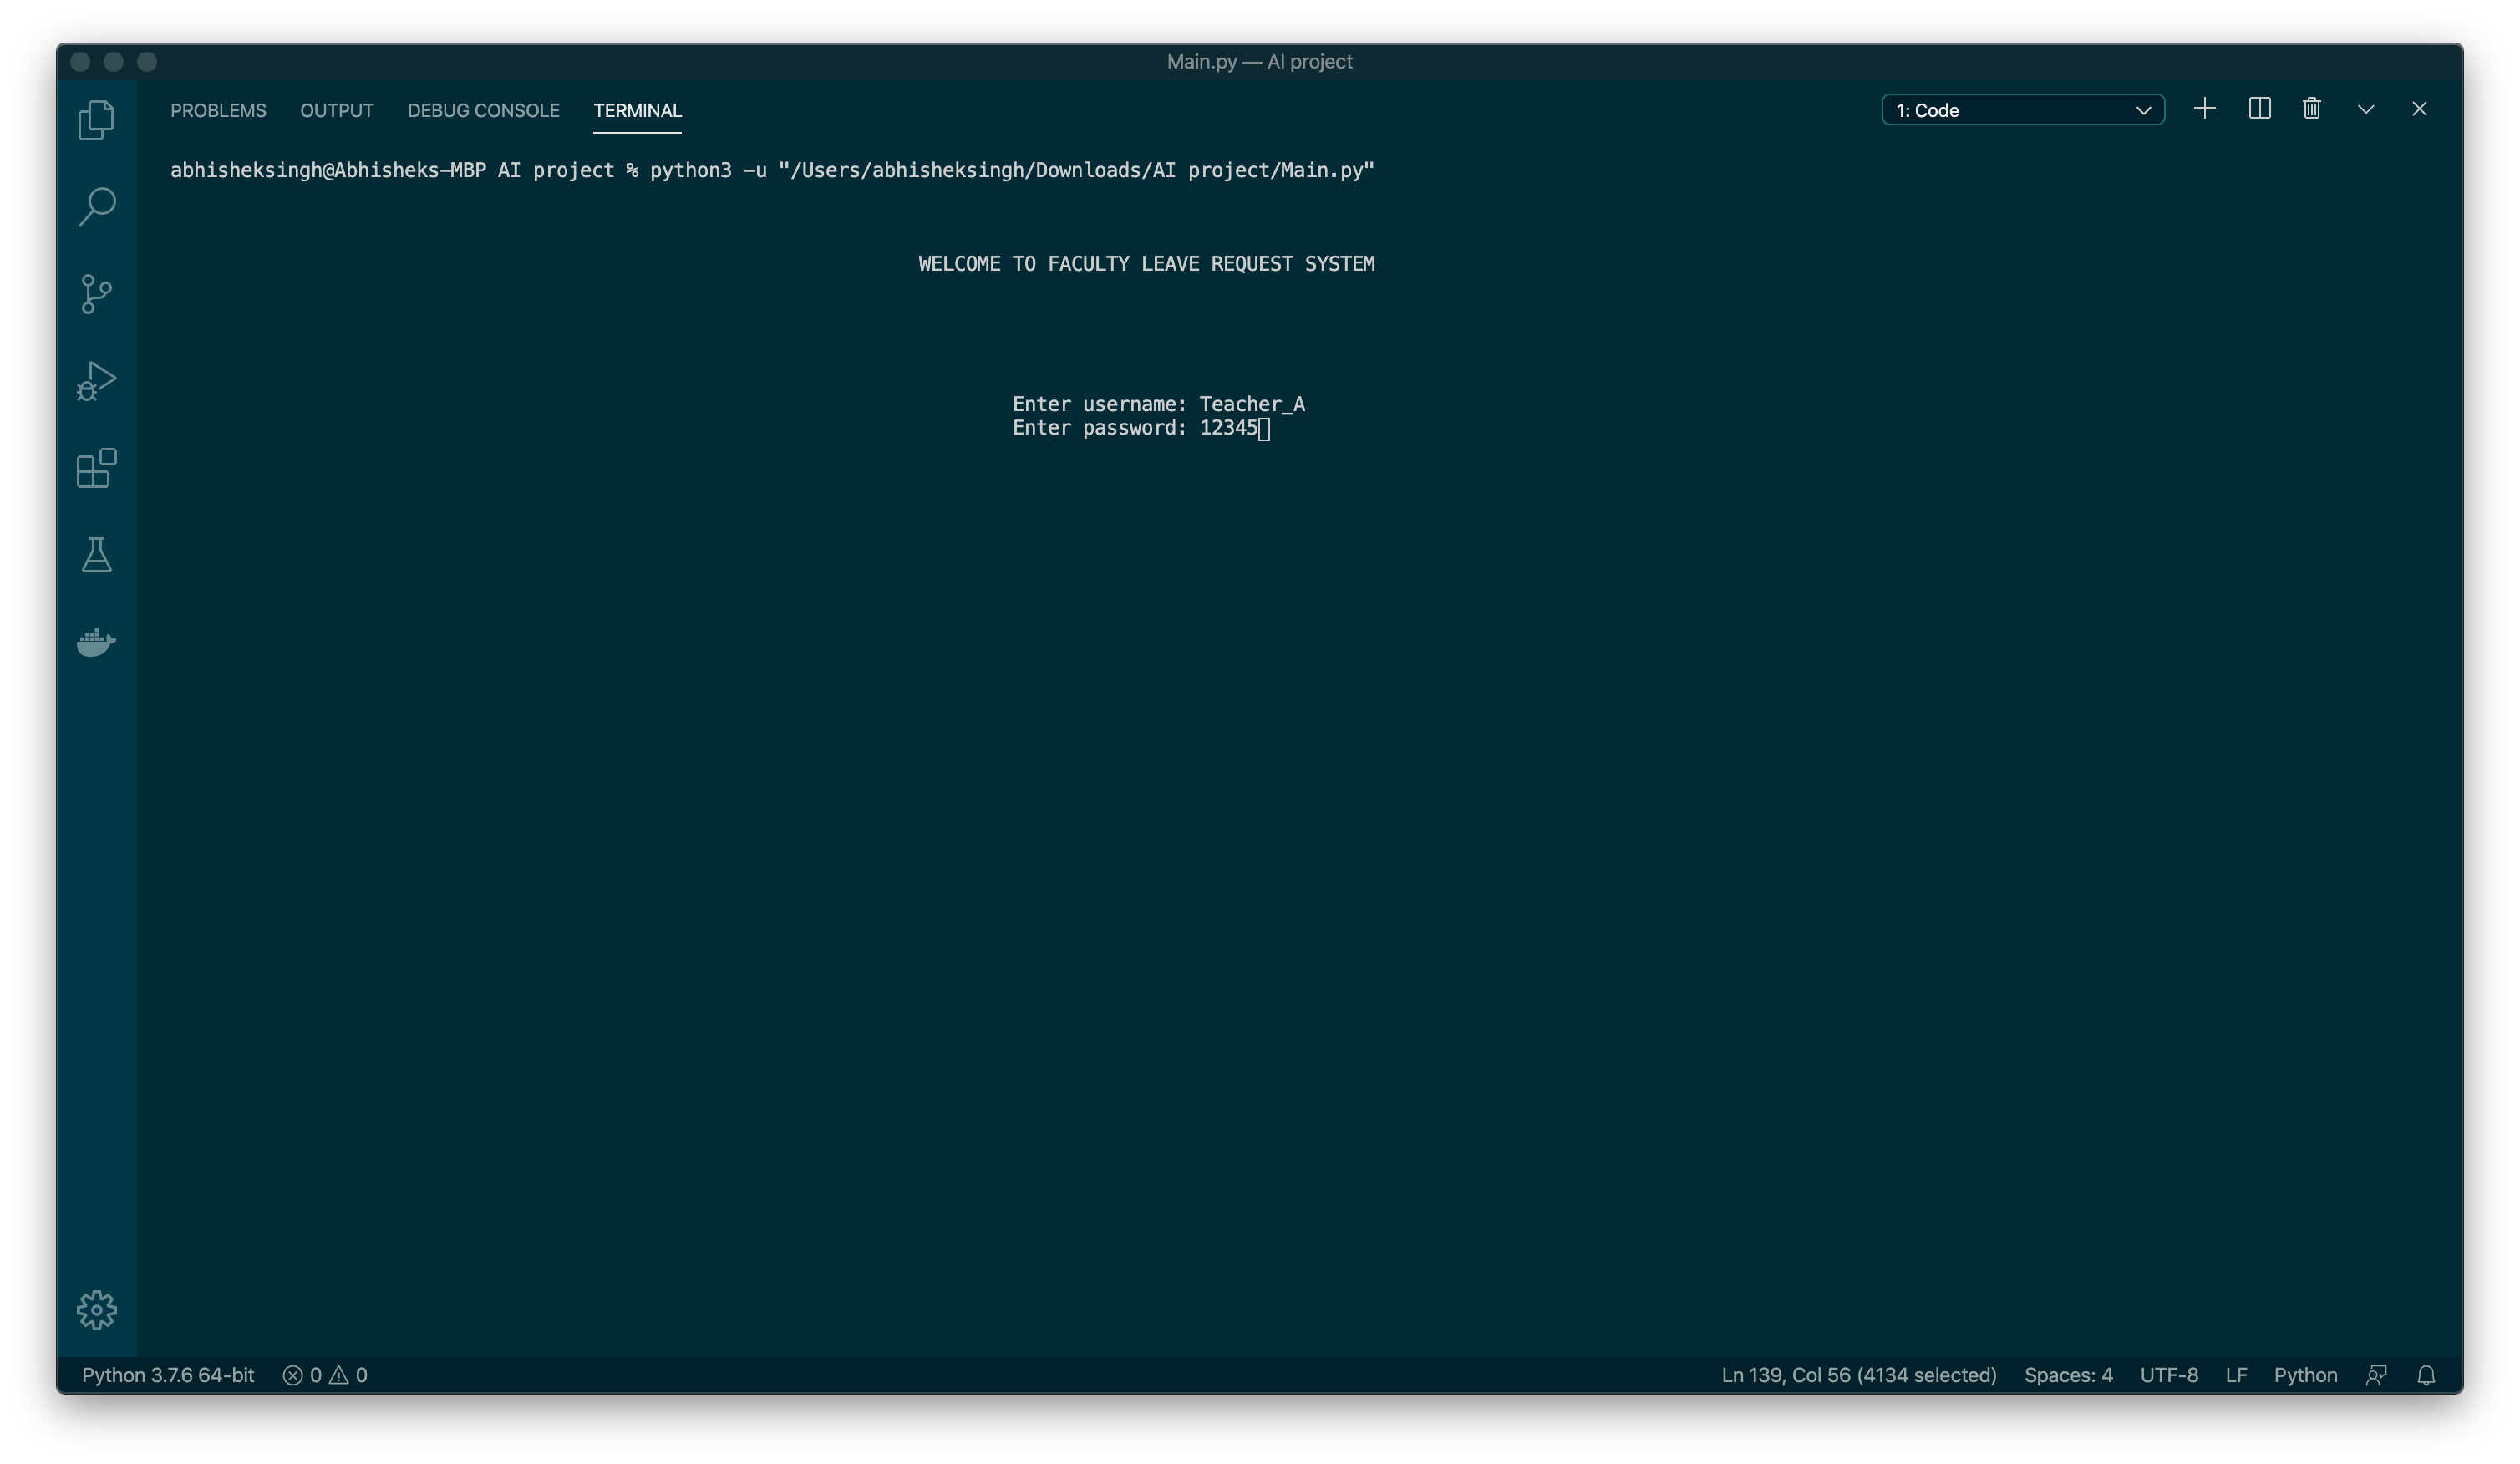 Main.py — AI project
PROBLEMS OUTPUT DEBUG CONSOLE TERMINAL 1: Code
abhisheksingh@Abhisheks-MBP AI project % python3 -u "/Users/abhisheksingh/Downloads/AI project/Main.py"
WELCOME TO FACULTY LEAVE REQUEST SYSTEM
Enter username: Teacher_A
Enter password: 12345
Python 3.7.6 64-bit 0 0 Ln 139, Col 56 (4134 selected) Spaces: 4 UTF-8 LF Python